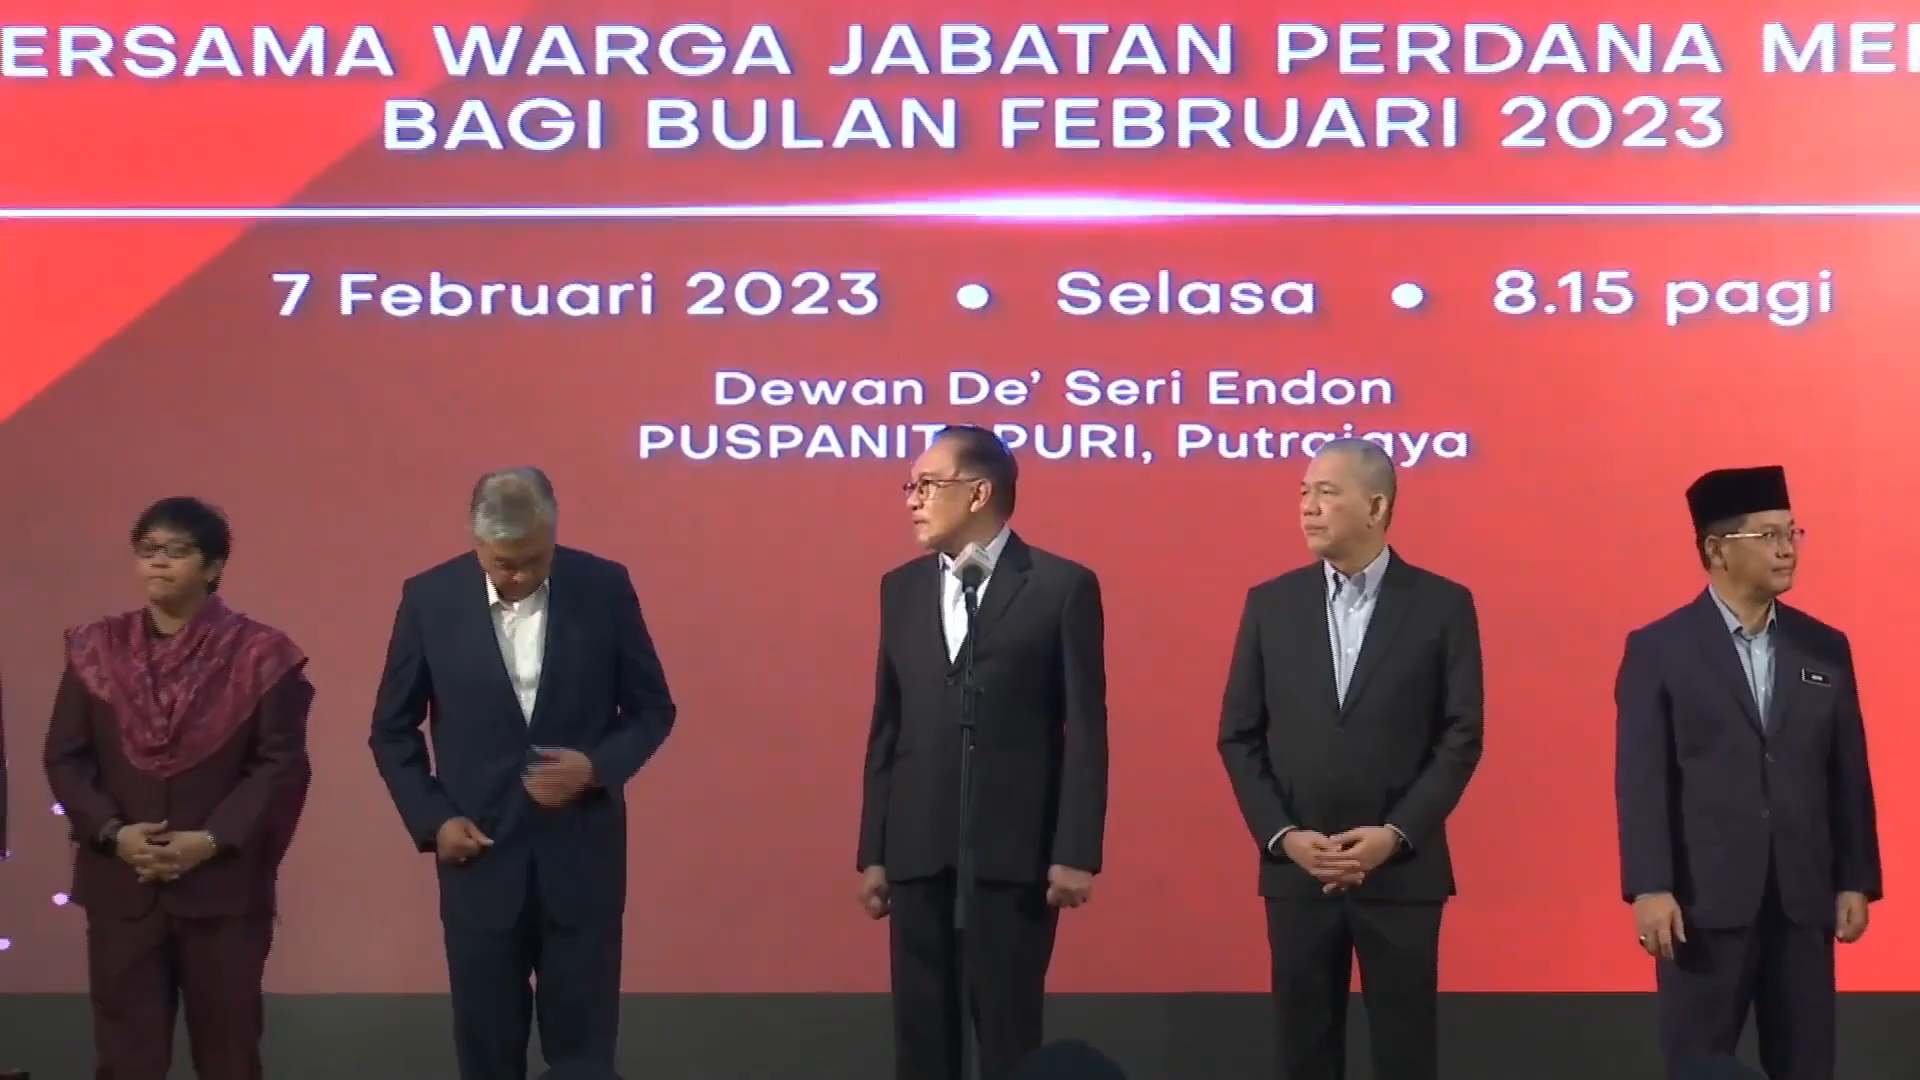 ERSAMA WARGA JABATAN PERDANA ME
BAGI BULAN FEBRUARI 2023
7 Februari 2023 • Selasa • 8.15 pagi
Dewan De’ Seri Endon
PURI, Putrajaya